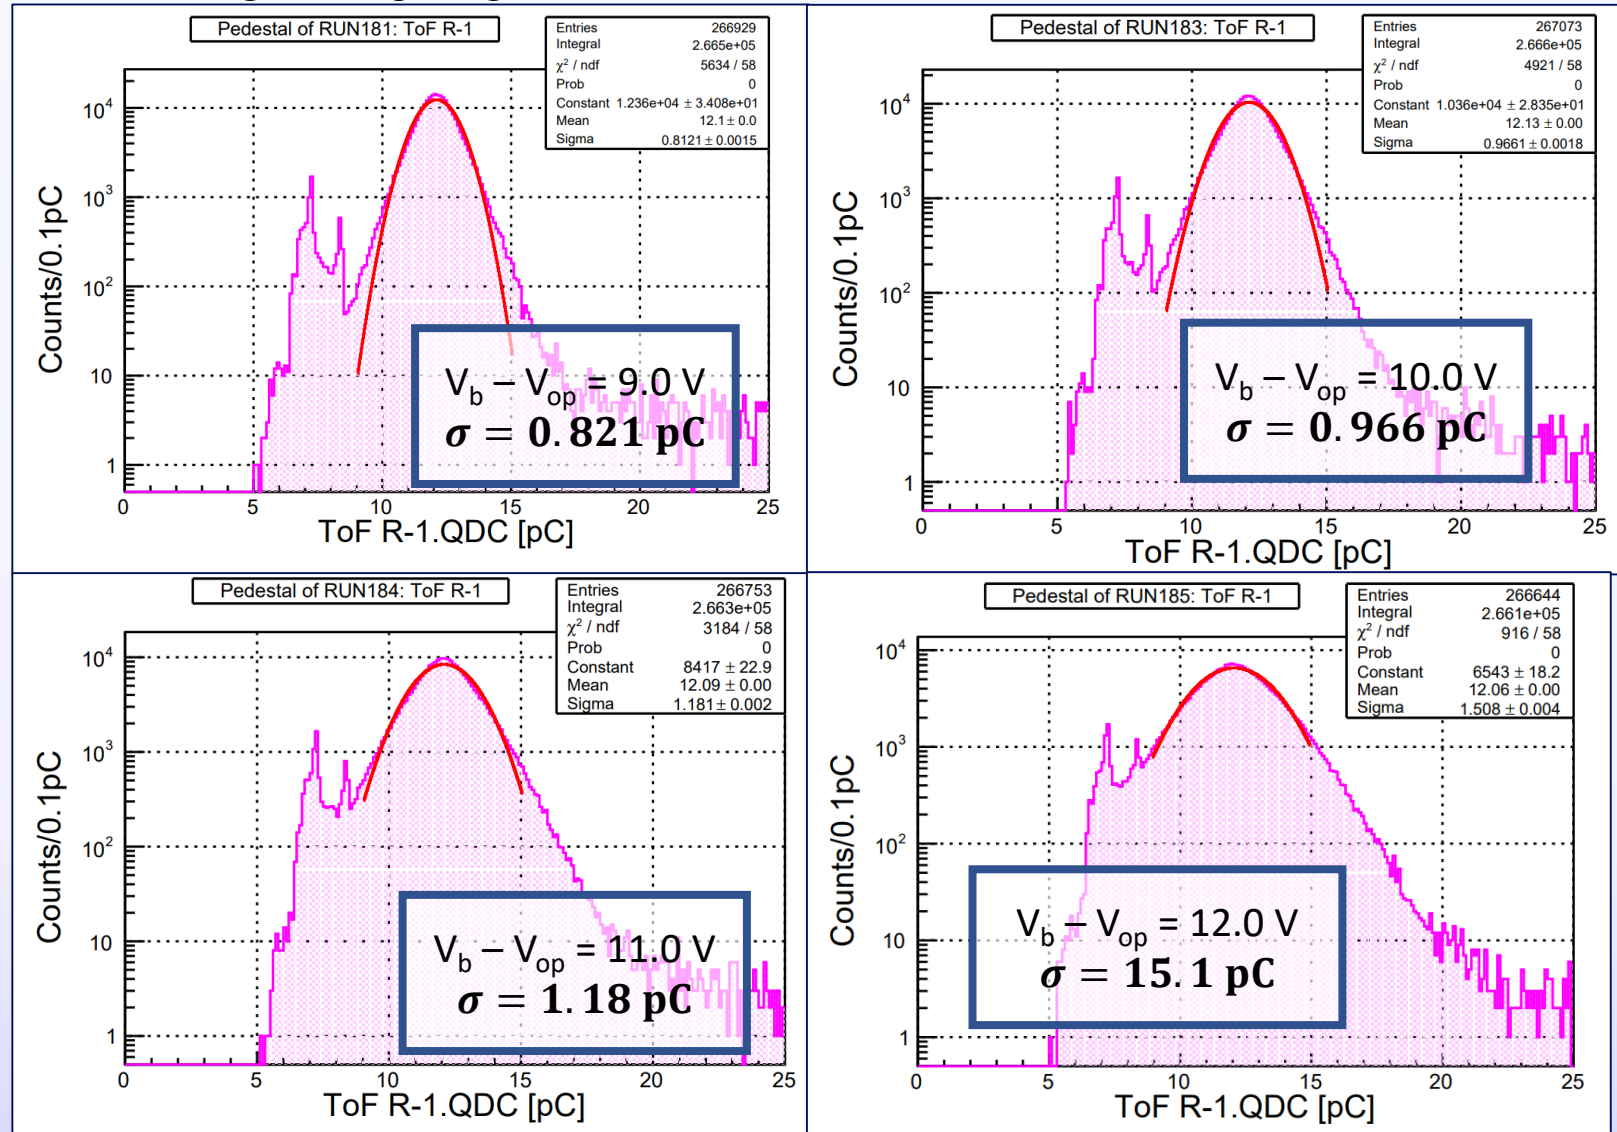 Pedestal of RUN181: ToF R-1
Entries 266929
Integral 2.665e+05
χ² / ndf 5634 / 58
Prob 0
Constant 1.236e+04 ± 3.408e+01
Mean 12.1 ± 0.0
Sigma 0.8121 ± 0.0015
Counts/0.1pC
10⁴
10³
10²
10
1
V_b – V_op = 9.0 V
σ = 0.821 pC
0 5 10 15 20 25
ToF R-1.QDC [pC]
Pedestal of RUN183: ToF R-1
Entries 267073
Integral 2.666e+05
χ² / ndf 4921 / 58
Prob 0
Constant 1.036e+04 ± 2.835e+01
Mean 12.13 ± 0.00
Sigma 0.9661 ± 0.0018
Counts/0.1pC
10⁴
10³
10²
10
1
V_b – V_op = 10.0 V
σ = 0.966 pC
0 5 10 15 20 25
ToF R-1.QDC [pC]
Pedestal of RUN184: ToF R-1
Entries 266753
Integral 2.663e+05
χ² / ndf 3184 / 58
Prob 0
Constant 8417 ± 22.9
Mean 12.09 ± 0.00
Sigma 1.181 ± 0.002
Counts/0.1pC
10⁴
10³
10²
10
1
V_b – V_op = 11.0 V
σ = 1.18 pC
0 5 10 15 20 25
ToF R-1.QDC [pC]
Pedestal of RUN185: ToF R-1
Entries 266644
Integral 2.661e+05
χ² / ndf 916 / 58
Prob 0
Constant 6543 ± 18.2
Mean 12.06 ± 0.00
Sigma 1.508 ± 0.004
Counts/0.1pC
10⁴
10³
10²
10
1
V_b – V_op = 12.0 V
σ = 15.1 pC
0 5 10 15 20 25
ToF R-1.QDC [pC]